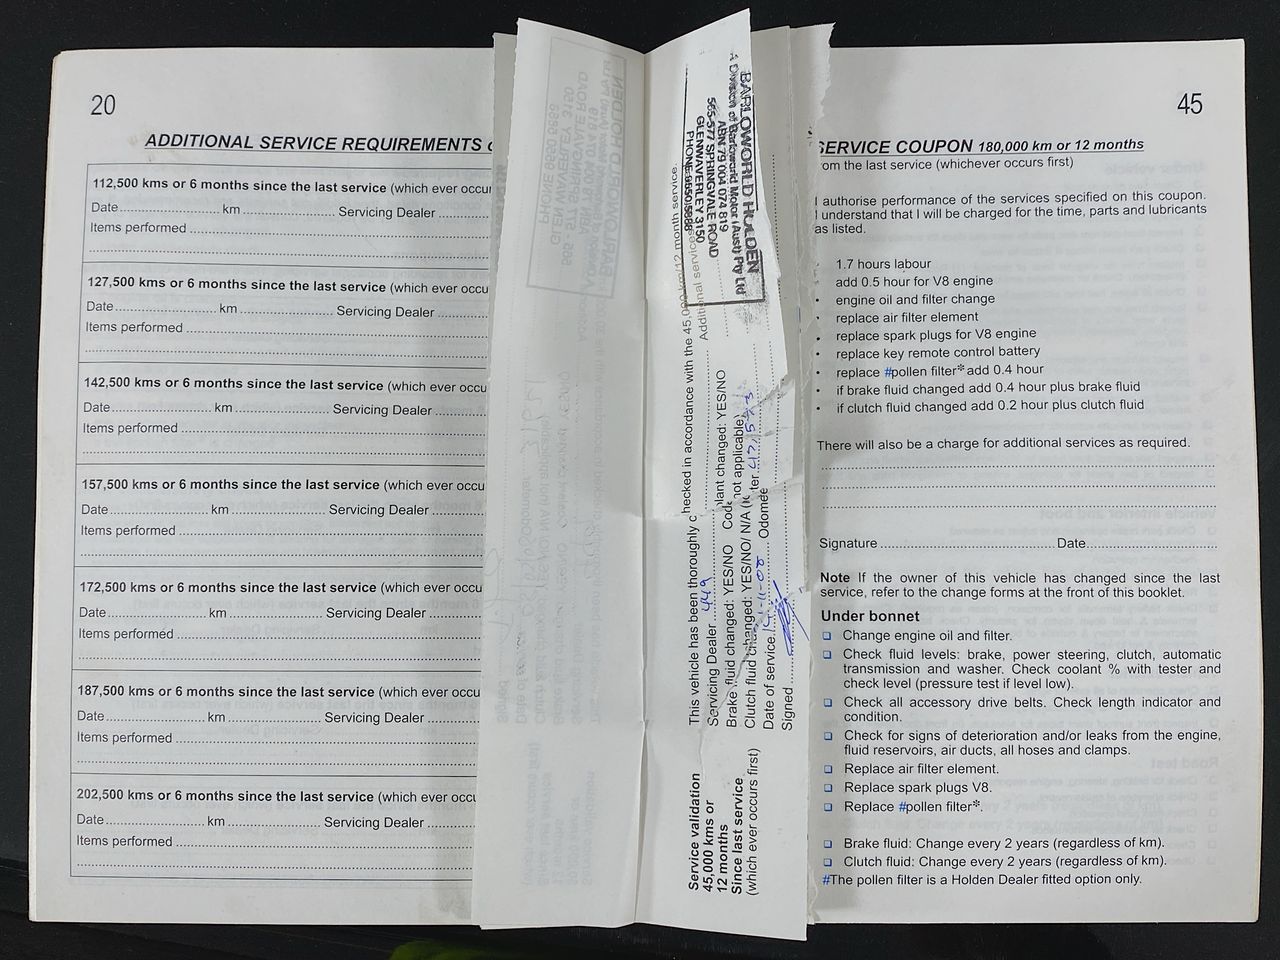 20
ADDITIONAL SERVICE REQUIREMENTS
112,500 kms or 6 months since the last service (which ever occu
Date.......... km .......... Servicing Dealer ..........
Items performed ..........
127,500 kms or 6 months since the last service (which ever occu
Date.......... km .......... Servicing Dealer ..........
Items performed ..........
142,500 kms or 6 months since the last service (which ever occu
Date.......... km .......... Servicing Dealer ..........
Items performed ..........
157,500 kms or 6 months since the last service (which ever occu
Date.......... km .......... Servicing Dealer ..........
Items performed ..........
172,500 kms or 6 months since the last service (which ever occu
Date.......... km .......... Servicing Dealer ..........
Items performed ..........
187,500 kms or 6 months since the last service (which ever occu
Date.......... km .......... Servicing Dealer ..........
Items performed ..........
202,500 kms or 6 months since the last service (which ever occu
Date.......... km .......... Servicing Dealer ..........
Items performed ..........
Service validation
45,000 kms or
12 months
Since last service
(which ever occurs first)
This vehicle has been thoroughly checked in accordance with the 45,000 km/12 month service.
Servicing Dealer 449 Additional services
Brake fluid changed: YES/NO lant changed: YES/NO
Clutch fluid changed: YES/NO/ N/A not applicable)
Date of service Odometer 47,573
Signed
BARLOWORLD HOLDEN
A Division of Barloworld Motor (Aust) Pty Ltd
ABN 79 004 074 819
565-577 SPRINGVALE ROAD
GLEN WAVERLEY 3150
PHONE 9550 5888
45
SERVICE COUPON 180,000 km or 12 months
om the last service (whichever occurs first)
I authorise performance of the services specified on this coupon.
I understand that I will be charged for the time, parts and lubricants
as listed.
· 1.7 hours labour
add 0.5 hour for V8 engine
· engine oil and filter change
· replace air filter element
· replace spark plugs for V8 engine
· replace key remote control battery
· replace #pollen filter* add 0.4 hour
· if brake fluid changed add 0.4 hour plus brake fluid
· if clutch fluid changed add 0.2 hour plus clutch fluid
There will also be a charge for additional services as required.
Signature .......... Date..........
Note If the owner of this vehicle has changed since the last
service, refer to the change forms at the front of this booklet.
Under bonnet
❑ Change engine oil and filter.
❑ Check fluid levels: brake, power steering, clutch, automatic
transmission and washer. Check coolant % with tester and
check level (pressure test if level low).
❑ Check all accessory drive belts. Check length indicator and
condition.
❑ Check for signs of deterioration and/or leaks from the engine,
fluid reservoirs, air ducts, all hoses and clamps.
❑ Replace air filter element.
❑ Replace spark plugs V8.
❑ Replace #pollen filter*.
❑ Brake fluid: Change every 2 years (regardless of km).
❑ Clutch fluid: Change every 2 years (regardless of km).
#The pollen filter is a Holden Dealer fitted option only.